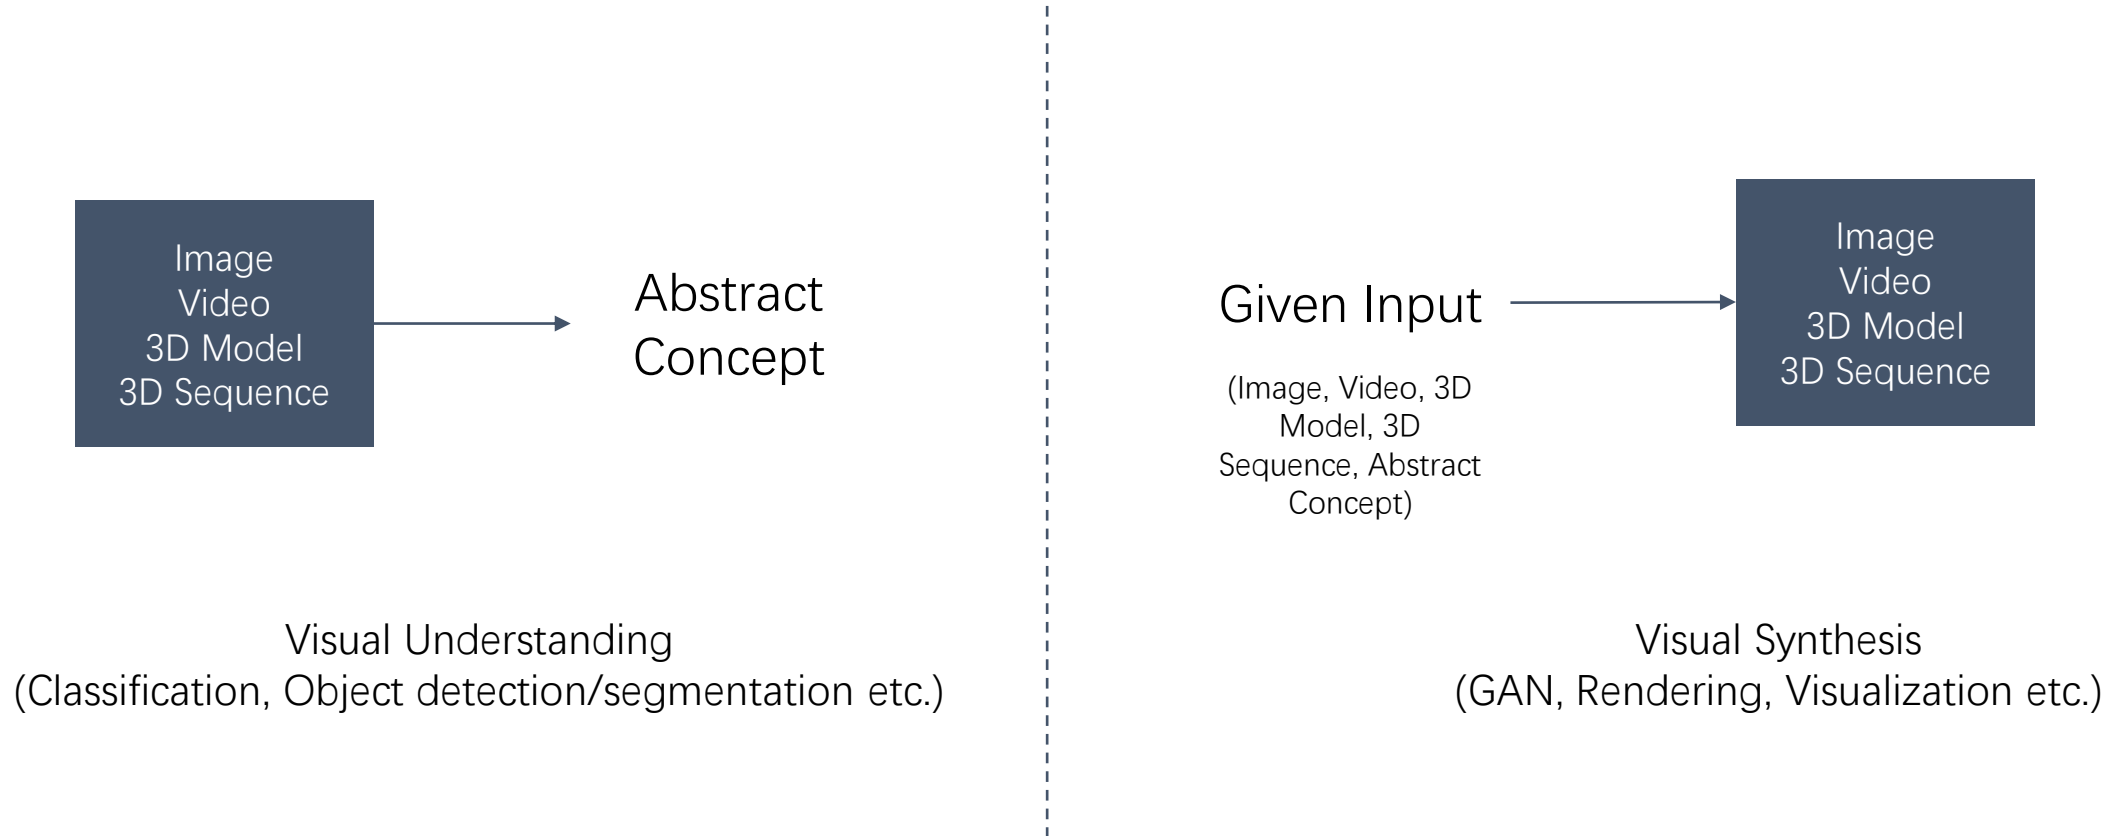 Image
Video
3D Model
3D Sequence
Abstract
Concept
Visual Understanding
(Classification, Object detection/segmentation etc.)
Given Input
(Image, Video, 3D
Model, 3D
Sequence, Abstract
Concept)
Image
Video
3D Model
3D Sequence
Visual Synthesis
(GAN, Rendering, Visualization etc.)